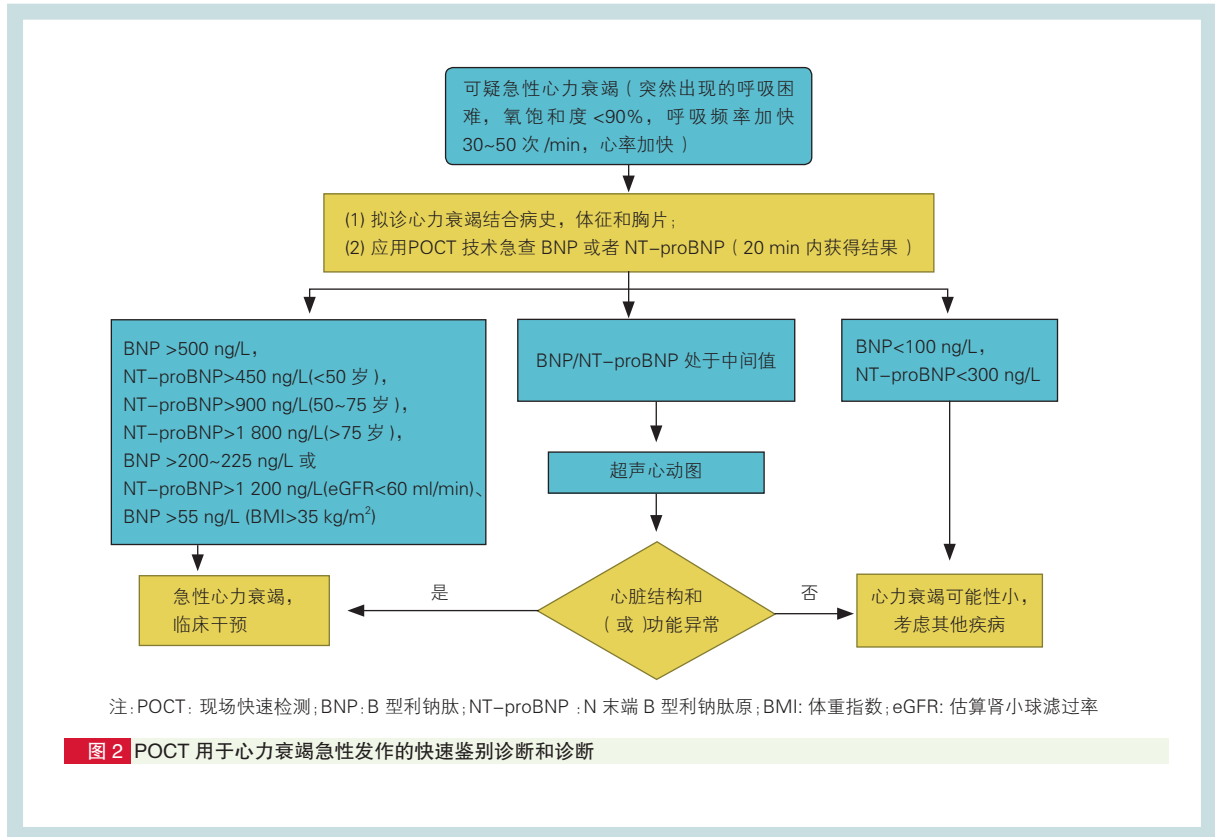 可疑急性心力衰竭（突然出现的呼吸困
难，氧饱和度<90%，呼吸频率加快
30~50 次/min，心率加快）
(1) 拟诊心力衰竭结合病史，体征和胸片；
(2) 应用POCT 技术急查 BNP 或者 NT-proBNP（20 min 内获得结果）
BNP >500 ng/L，
NT-proBNP>450 ng/L(<50 岁)，
NT-proBNP>900 ng/L(50~75 岁)，
NT-proBNP>1 800 ng/L(>75 岁)，
BNP >200~225 ng/L 或
NT-proBNP>1 200 ng/L(eGFR<60 ml/min)、
BNP >55 ng/L (BMI>35 kg/m²)
BNP/NT-proBNP 处于中间值
BNP<100 ng/L，
NT-proBNP<300 ng/L
超声心动图
急性心力衰竭，
临床干预
是
心脏结构和
（或）功能异常
否
心力衰竭可能性小，
考虑其他疾病
注:POCT: 现场快速检测;BNP:B 型利钠肽;NT-proBNP :N 末端 B 型利钠肽原;BMI: 体重指数;eGFR: 估算肾小球滤过率
图 2 POCT 用于心力衰竭急性发作的快速鉴别诊断和诊断